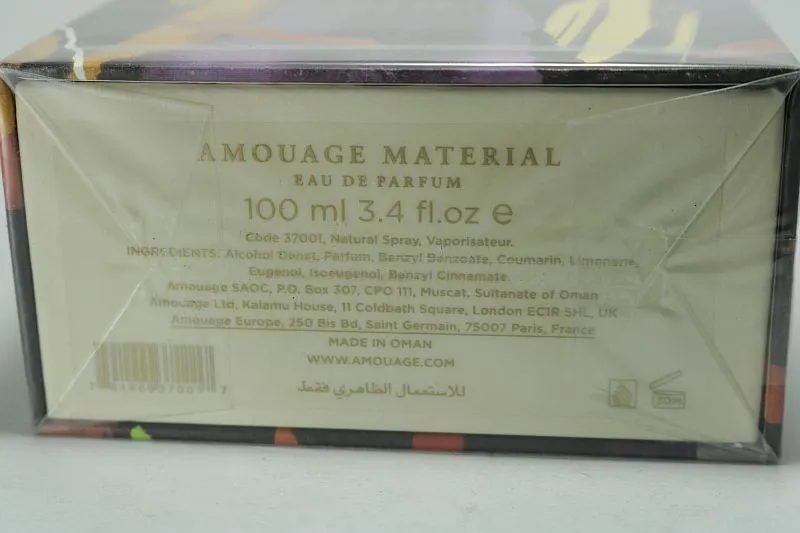 AMOUAGE MATERIAL
EAU DE PARFUM
100 ml 3.4 fl.oz e
Code 37001, Natural Spray, Vaporisateur.
INGREDIENTS: Alcohol Denat, Parfum, Benzyl Benzoate, Coumarin, Limonene,
Eugenol, Isoeugenol, Benzyl Cinnamate.
Amouage SAOC, P.O. Box 307, CPO 111, Muscat, Sultanate of Oman
Amouage Ltd, Kalamu House, 11 Coldbath Square, London EC1R 5HL, UK
Amouage Europe, 250 Bis Bd, Saint Germain, 75007 Paris, France
MADE IN OMAN
WWW.AMOUAGE.COM
للاستعمال الظاهري فقط